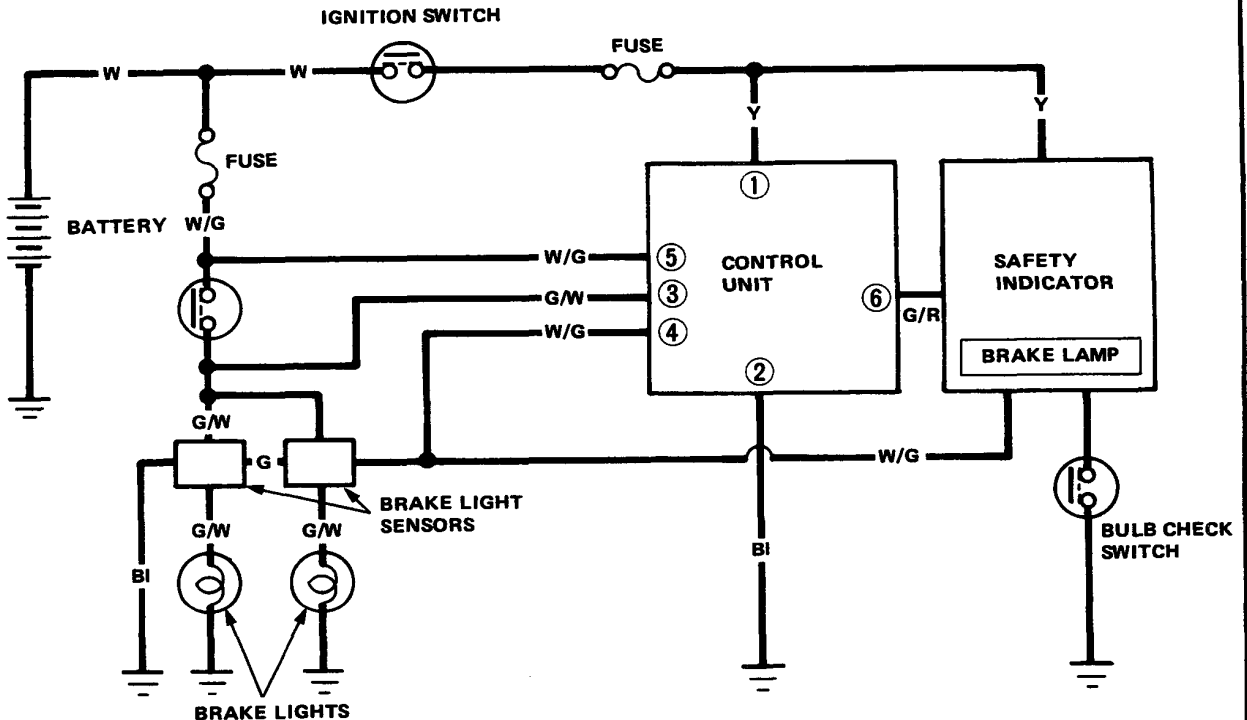 IGNITION SWITCH
FUSE
W
W
Y
Y
FUSE
1
BATTERY
W/G
W/G
5
CONTROL
UNIT
SAFETY
INDICATOR
G/W
3
6
G/R
W/G
4
BRAKE LAMP
2
G/W
G
W/G
BRAKE LIGHT
SENSORS
G/W
G/W
BULB CHECK
SWITCH
Bl
Bl
BRAKE LIGHTS